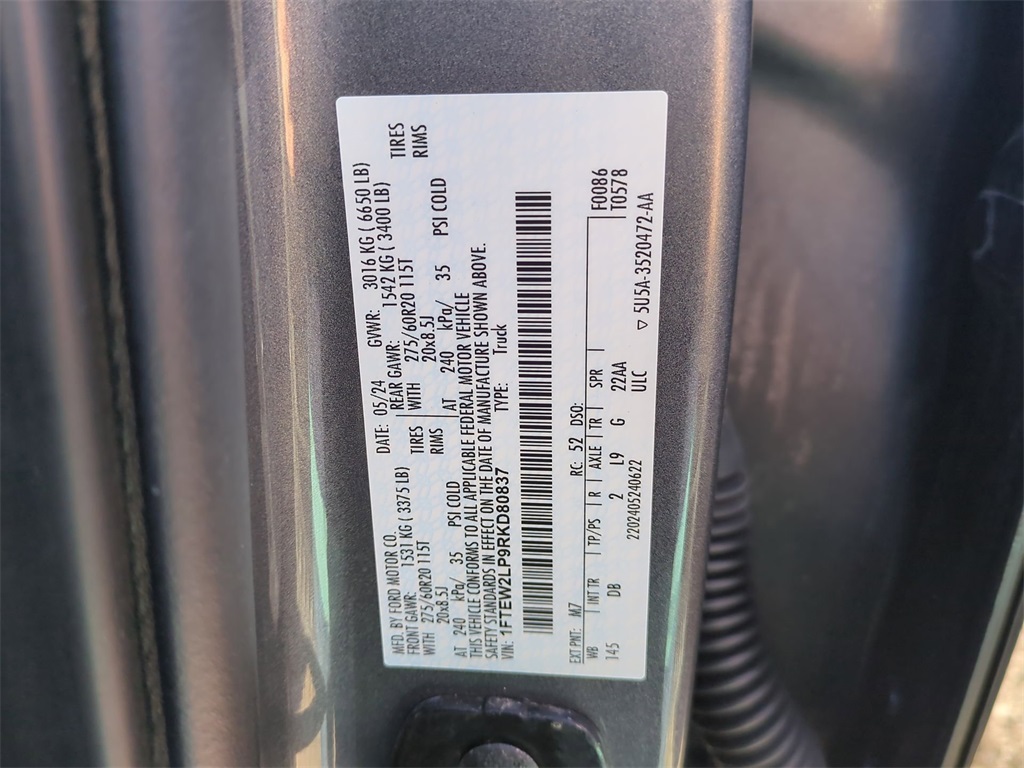 MFD. BY FORD MOTOR CO. DATE: 05/24 GVWR: 3016 KG ( 6650 LB)
FRONT GAWR: 1531 KG ( 3375 LB) REAR GAWR: 1542 KG ( 3400 LB)
WITH 275/60R20 115T TIRES WITH 275/60R20 115T TIRES
20x8.5J RIMS 20x8.5J RIMS
AT 240 kPa/ 35 PSI COLD AT 240 kPa/ 35 PSI COLD
THIS VEHICLE CONFORMS TO ALL APPLICABLE FEDERAL MOTOR VEHICLE
SAFETY STANDARDS IN EFFECT ON THE DATE OF MANUFACTURE SHOWN ABOVE.
VIN: 1FTEW2LP9RKD80837 TYPE: Truck
EXT PNT: M7 RC: 52 DSO: F0086
WB INT TR TP/PS R AXLE TR SPR T0578
145 DB 2 L9 G 22AA
2202405240622 ULC ▽ 5U5A-3520472-AA